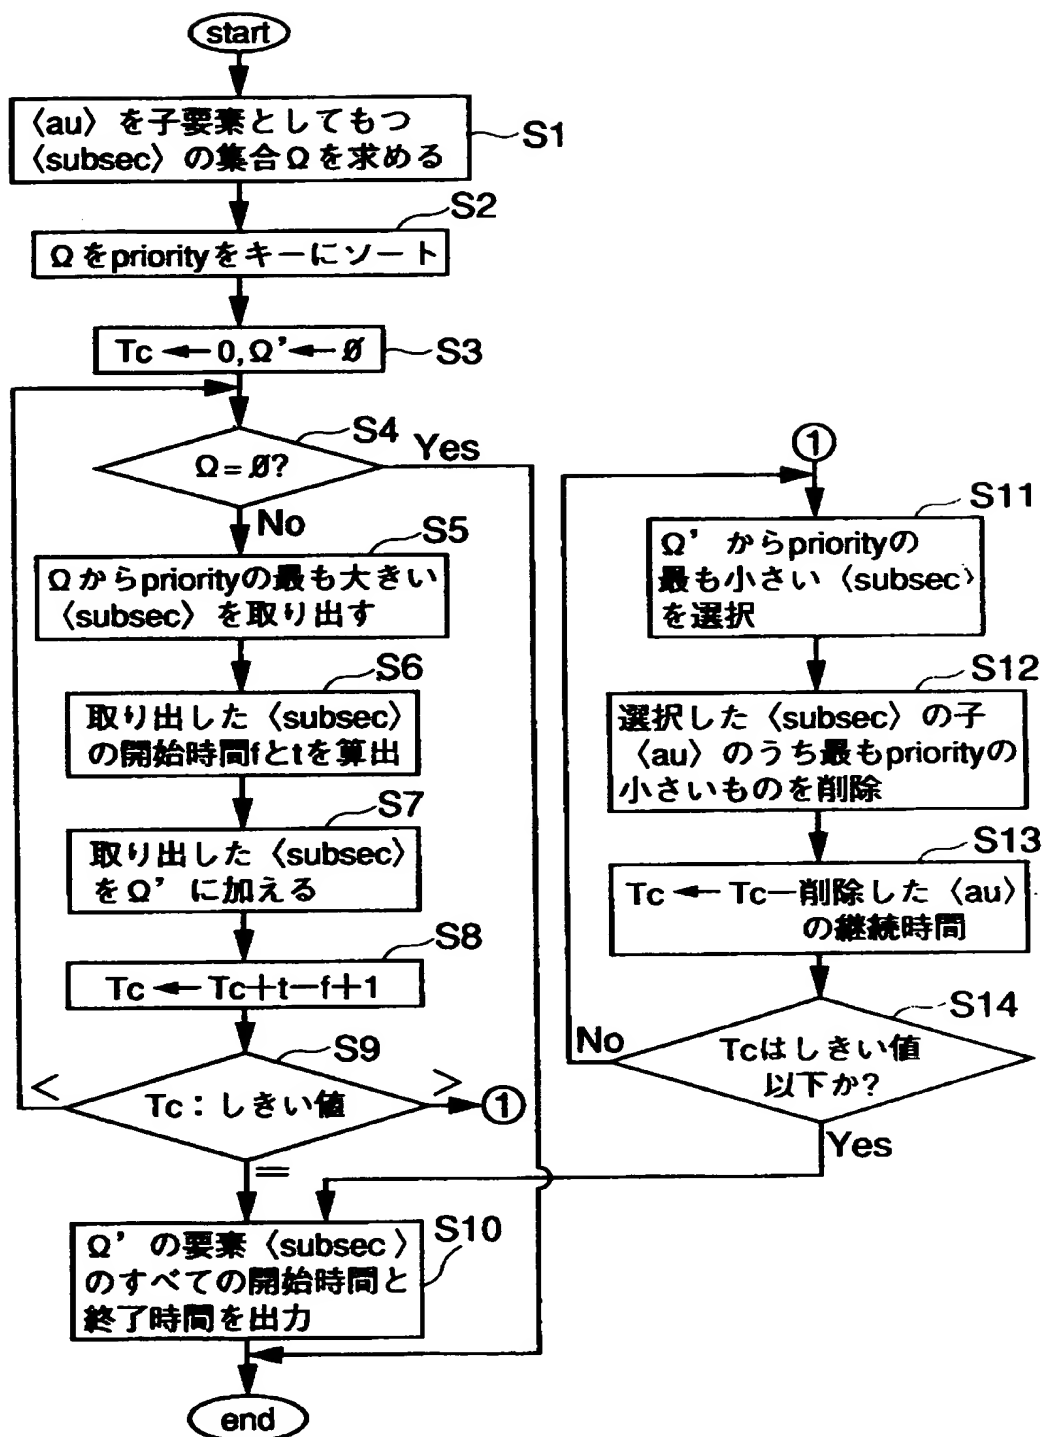 start
〈au〉を子要素としてもつ
〈subsec〉の集合Ωを求める
S1
S2
Ωをpriorityをキーにソート
Tc←0,Ω’←Ø
S3
S4
Ω=Ø?
Yes
No
S5
Ωからpriorityの最も大きい
〈subsec〉を取り出す
S6
取り出した〈subsec〉
の開始時間fとtを算出
S7
取り出した〈subsec〉
をΩ’に加える
S8
Tc←Tc+t−f+1
S9
Tc：しきい値
<
>
①
=
S10
Ω’の要素〈subsec〉
のすべての開始時間と
終了時間を出力
end
①
S11
Ω’からpriorityの
最も小さい〈subsec〉
を選択
S12
選択した〈subsec〉の子
〈au〉のうち最もpriorityの
小さいものを削除
S13
Tc←Tc−削除した〈au〉
の継続時間
S14
No
Tcはしきい値
以下か?
Yes